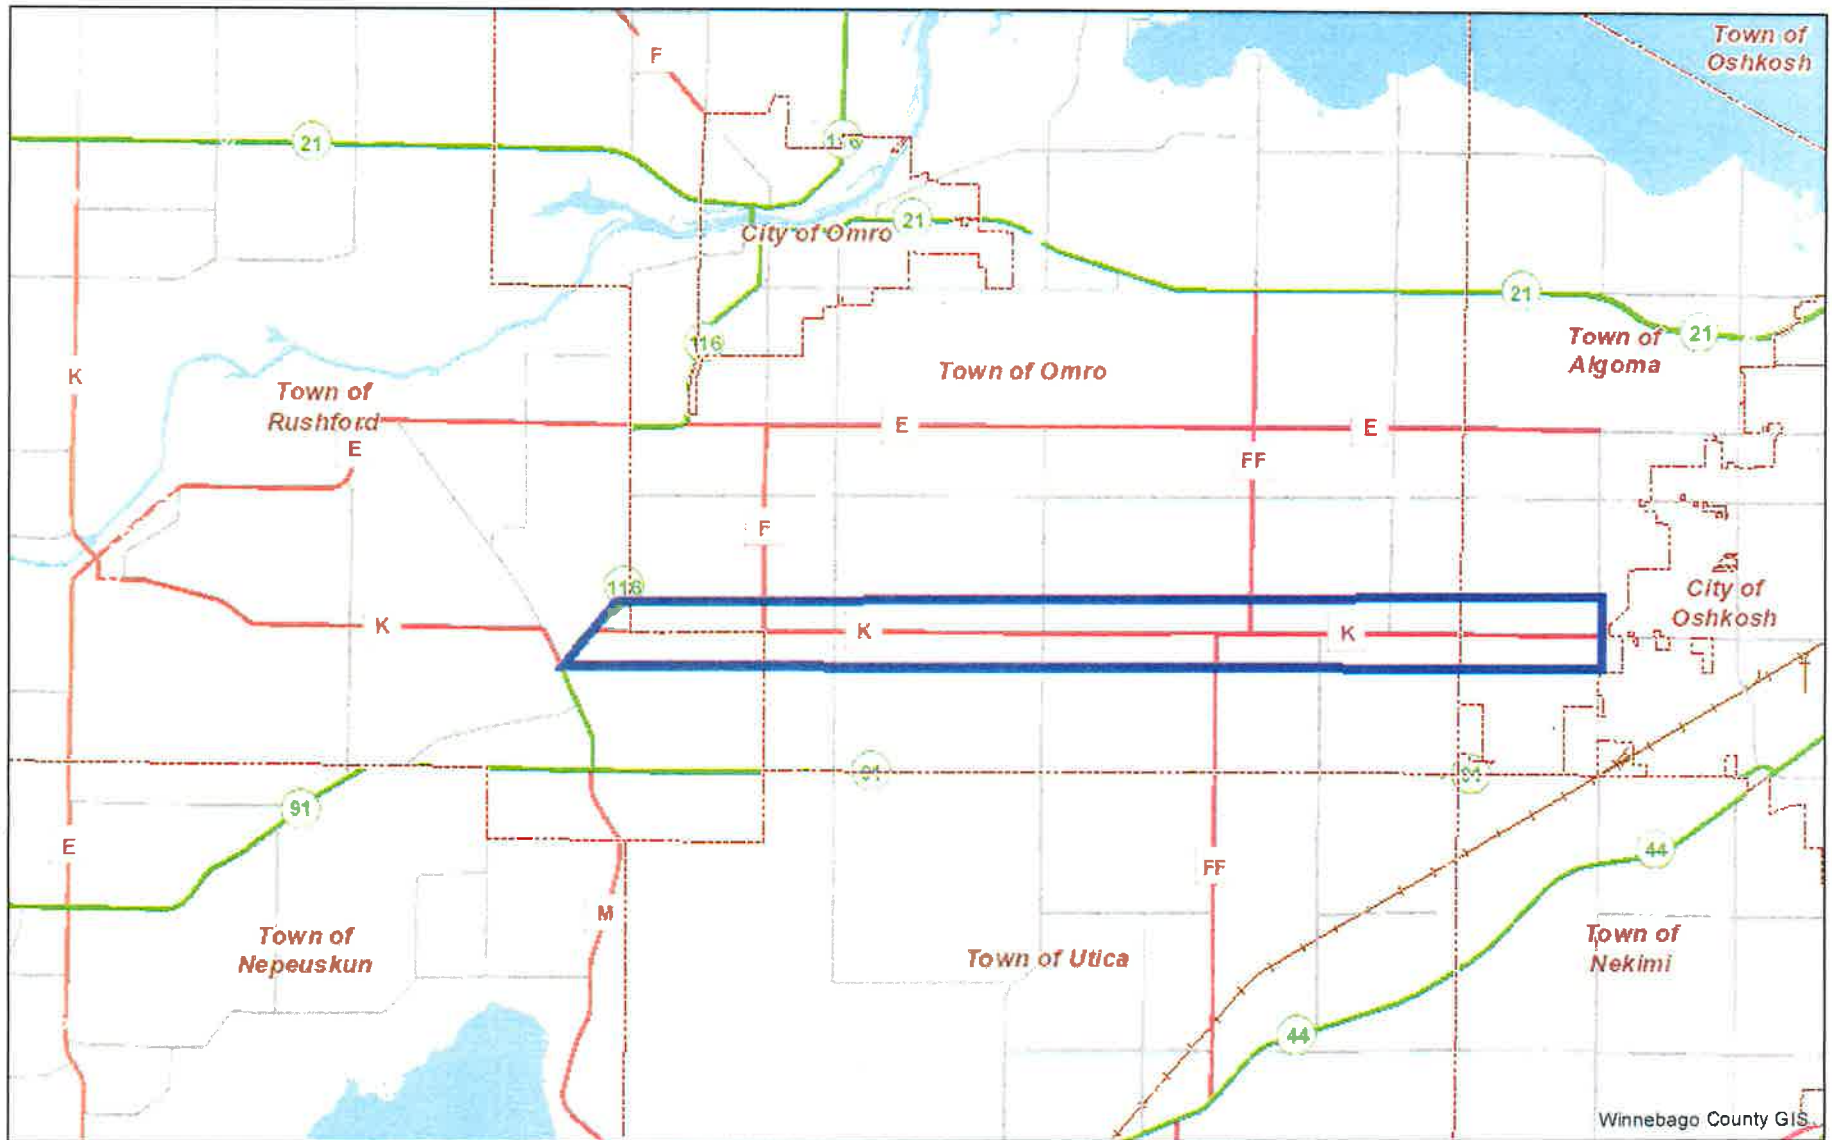 Town of
Oshkosh
F
21
116
21
City of Omro
21
21
116
Town of
Algoma
K
Town of Omro
Town of
Rushford
E
E
E
FF
F
116
City of
Oshkosh
K
K
K
91
91
91
E
44
FF
M
Town of
Nepeuskun
Town of Utica
Town of
Nekimi
44
Winnebago County GIS